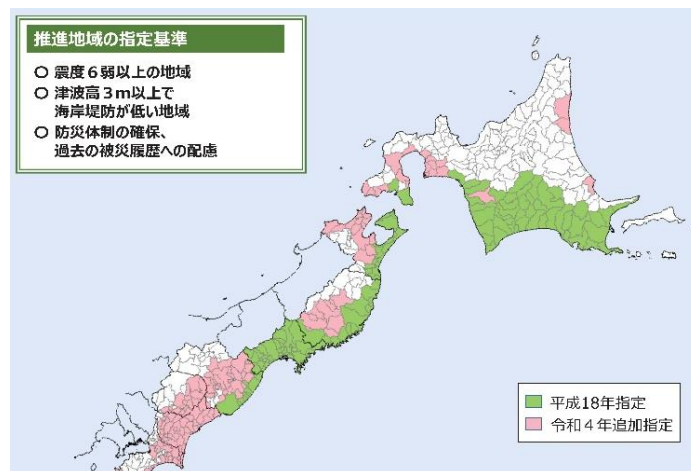 推進地域の指定基準
○ 震度6弱以上の地域
○ 津波高3m以上で
海岸堤防が低い地域
○ 防災体制の確保、
過去の被災履歴への配慮
平成18年指定
令和4年追加指定